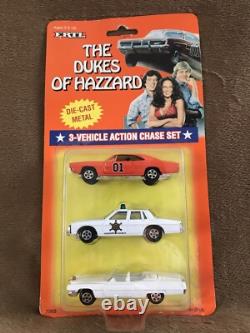 ERTL
THE
DUKES
OF HAZZARD
DIE-CAST
METAL
3-VEHICLE ACTION CHASE SET
01